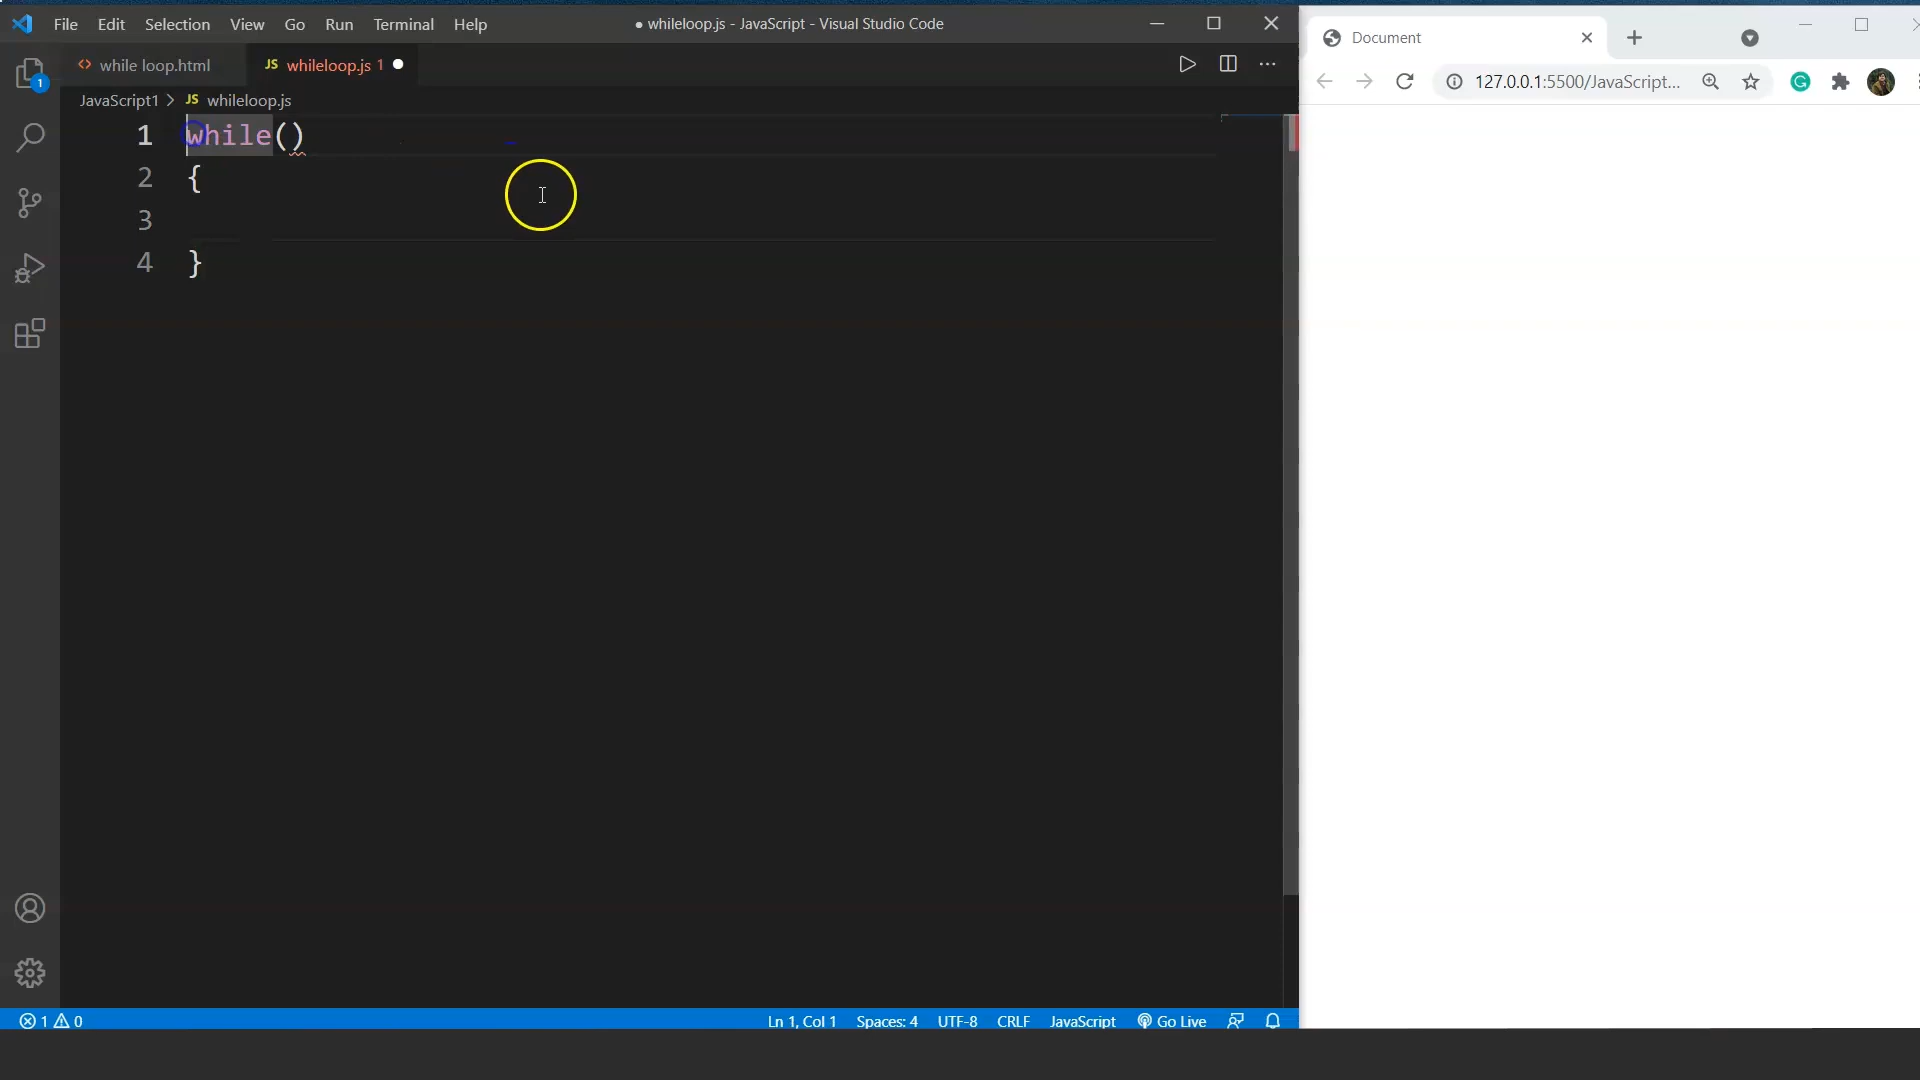 File Edit Selection View Go Run Terminal Help
● whileloop.js - JavaScript - Visual Studio Code
Document
while loop.html
JS whileloop.js 1
127.0.0.1:5500/JavaScript...
JavaScript1 > JS whileloop.js
1 while()
2 {
3
4 }
1
1 0
Ln 1, Col 1 Spaces: 4 UTF-8 CRLF JavaScript Go Live